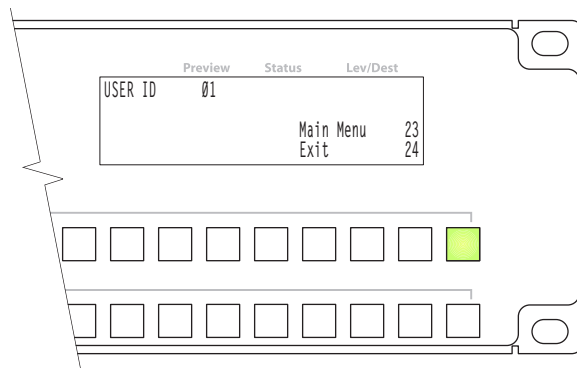 Preview Status Lev/Dest
USER ID Ø1
Main Menu 23
Exit 24